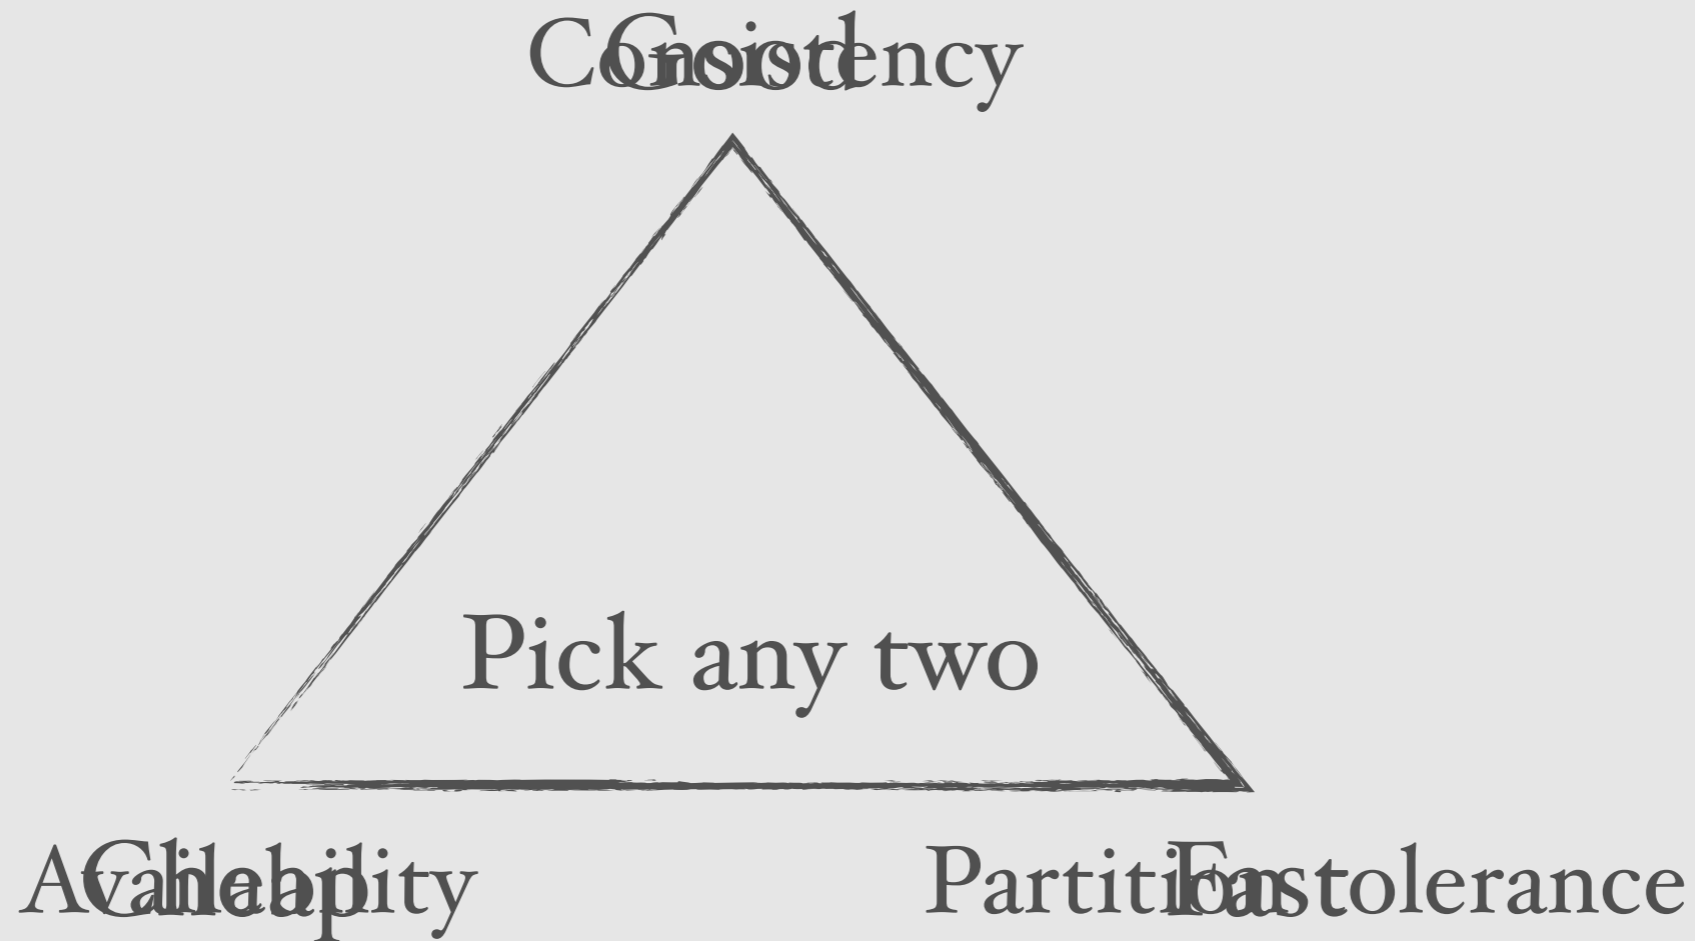 Consistency
Good
Pick any two
Availability
Cheap
Partition tolerance
Fast